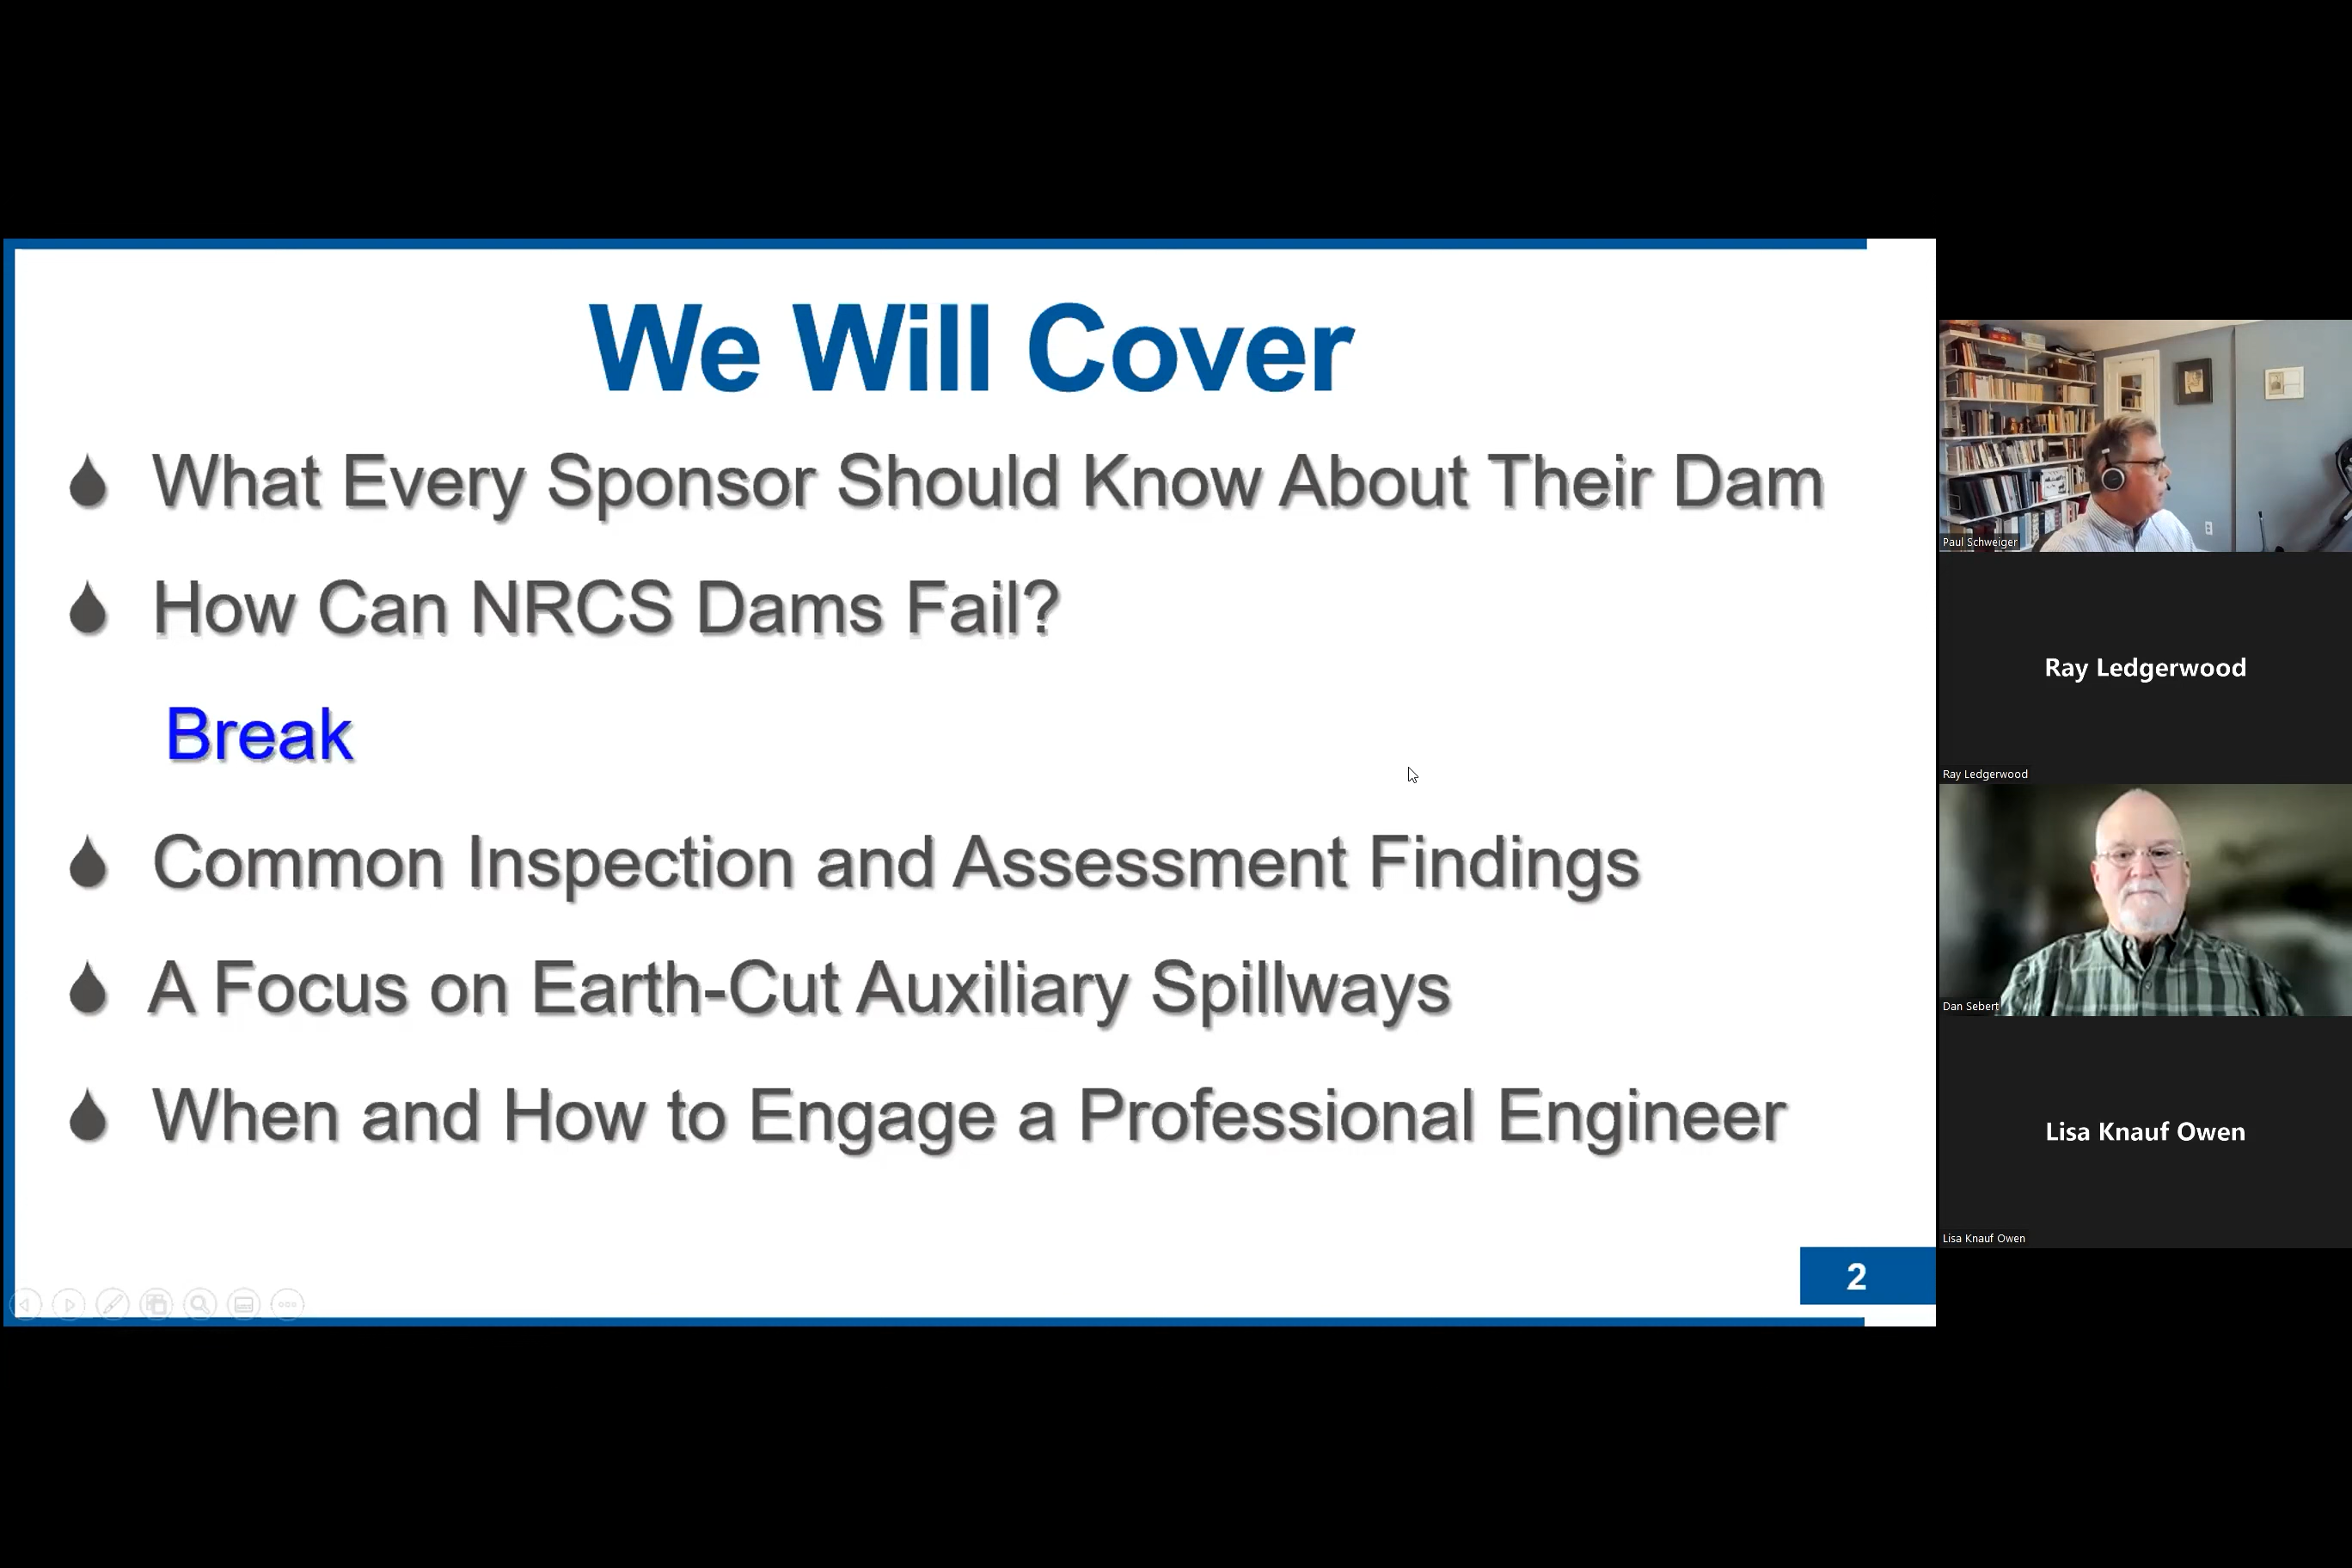 We Will Cover
What Every Sponsor Should Know About Their Dam
How Can NRCS Dams Fail?
Break
Common Inspection and Assessment Findings
A Focus on Earth-Cut Auxiliary Spillways
When and How to Engage a Professional Engineer
2
Paul Schweiger
Ray Ledgerwood
Ray Ledgerwood
Dan Sebert
Lisa Knauf Owen
Lisa Knauf Owen